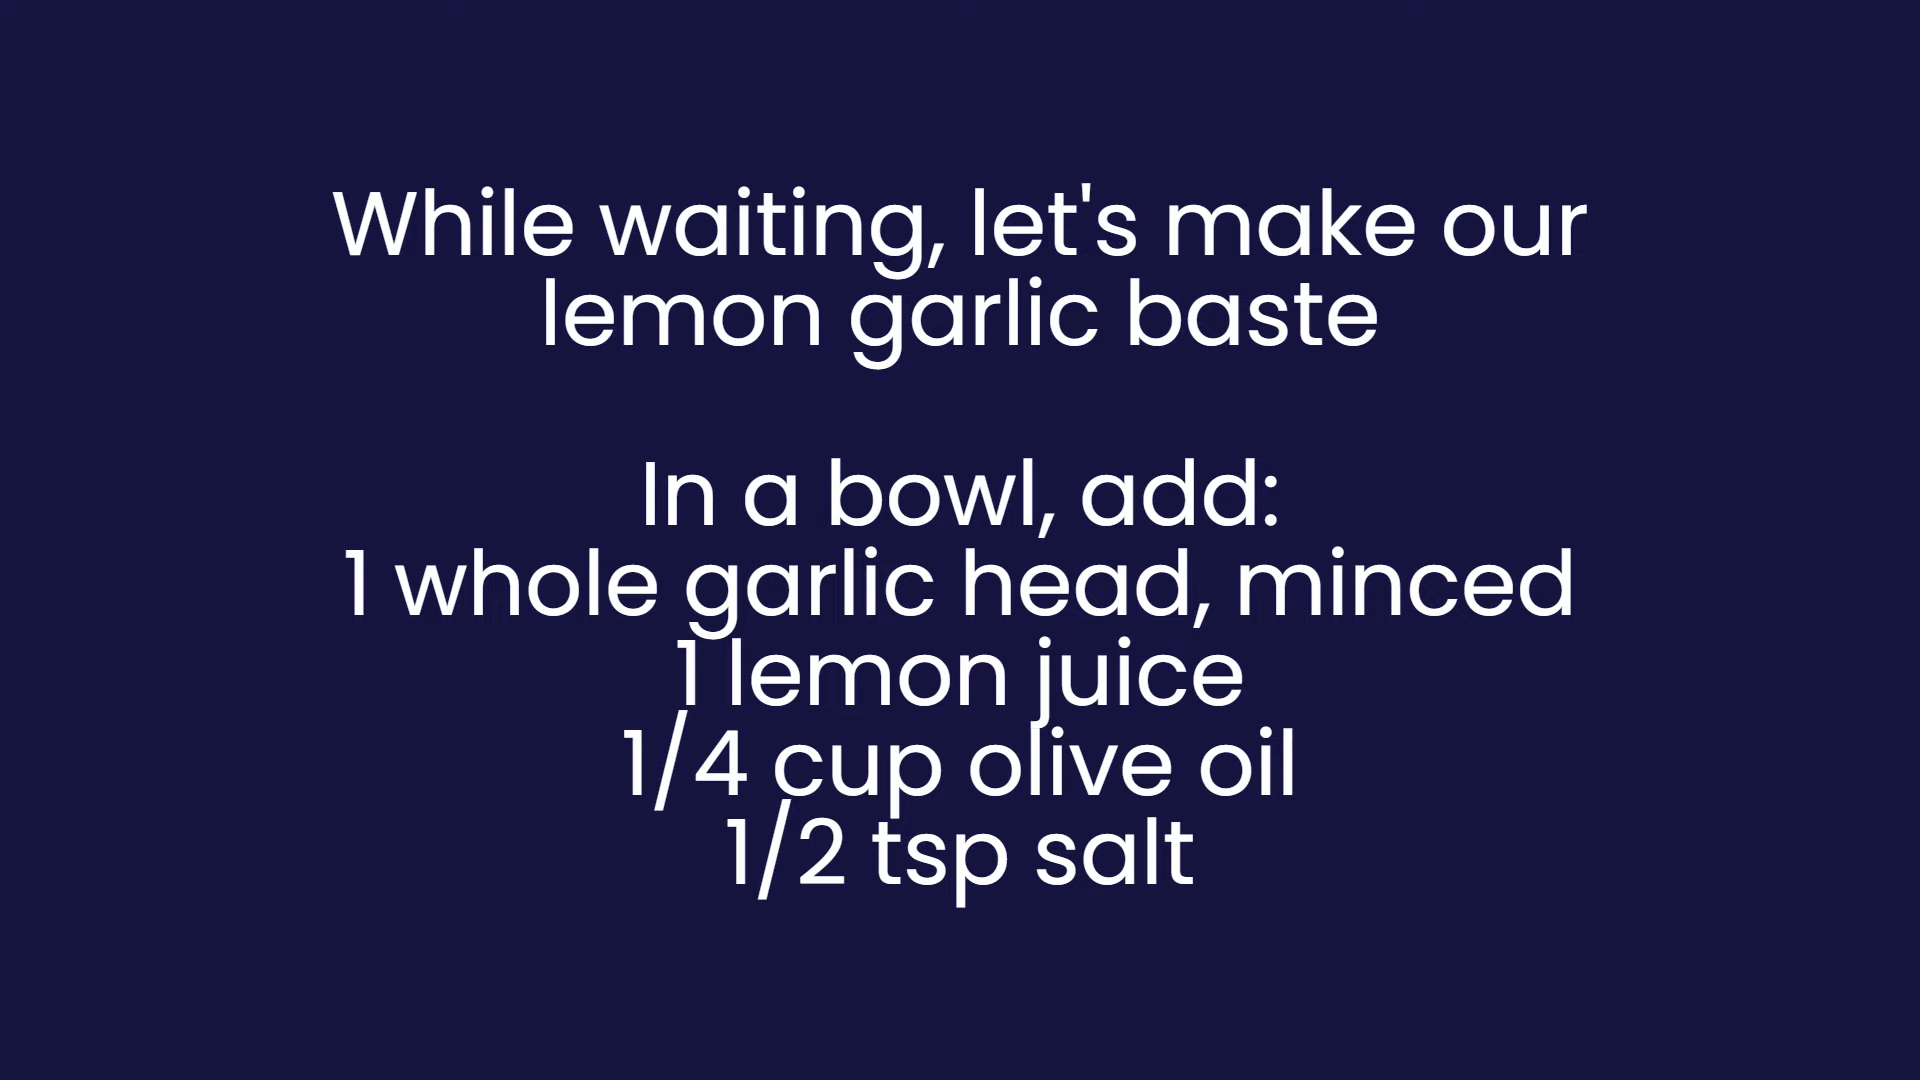 While waiting, let's make our
lemon garlic baste
In a bowl, add:
1 whole garlic head, minced
1 lemon juice
1/4 cup olive oil
1/2 tsp salt